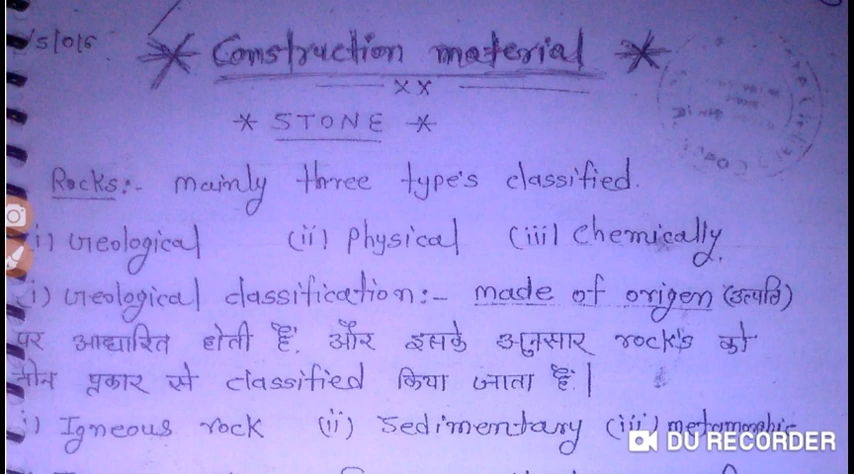 /5/016
* Construction material *
xx
* STONE *
Rocks:- mainly three type's classified.
i) Geological (ii) Physical (iii) Chemically.
(i) Geological classification:- made of origen (उत्पत्ति)
पर आधारित होती हैं. और इसके अनुसार rock's को
तीन प्रकार से classified किया जाता हैं।
i) Igneous rock (ii) Sedimentary (iii) metamorphic
DU RECORDER